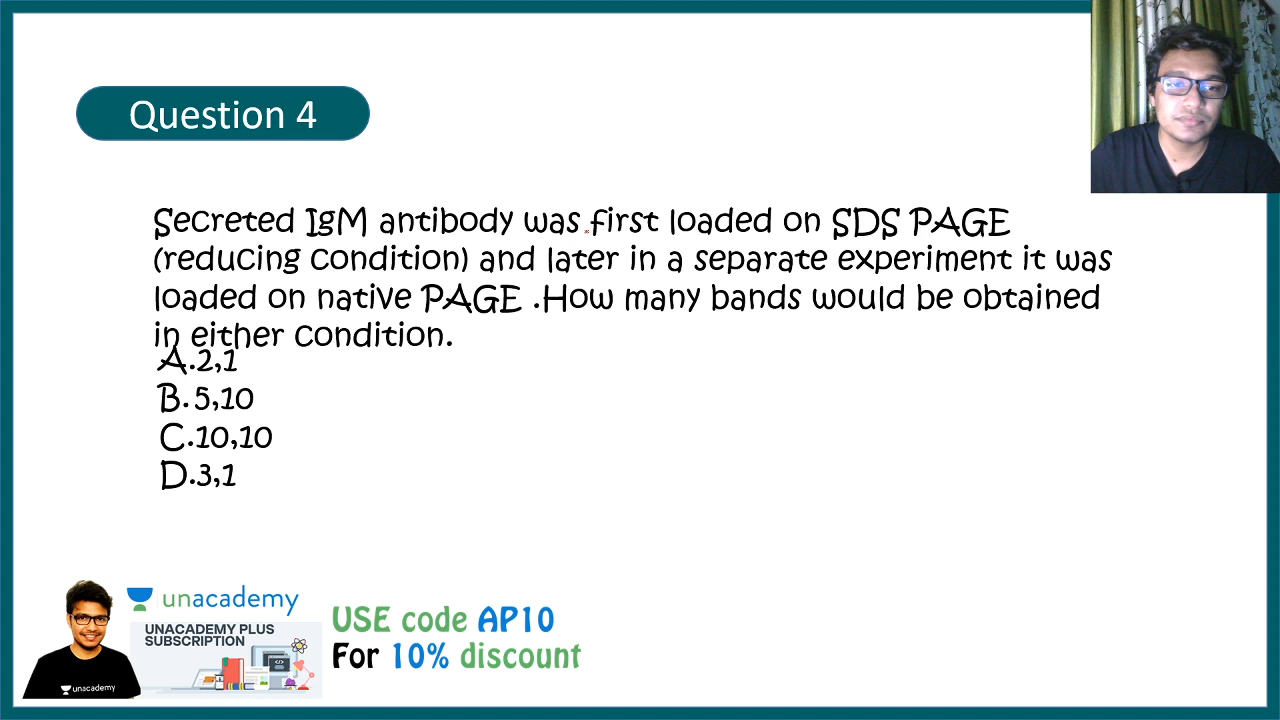 Question 4
Secreted IgM antibody was first loaded on SDS PAGE
(reducing condition) and later in a separate experiment it was
loaded on native PAGE .How many bands would be obtained
in either condition.
A.2,1
B.5,10
C.10,10
D.3,1
unacademy
UNACADEMY PLUS
SUBSCRIPTION
unacademy
USE code AP10
For 10% discount